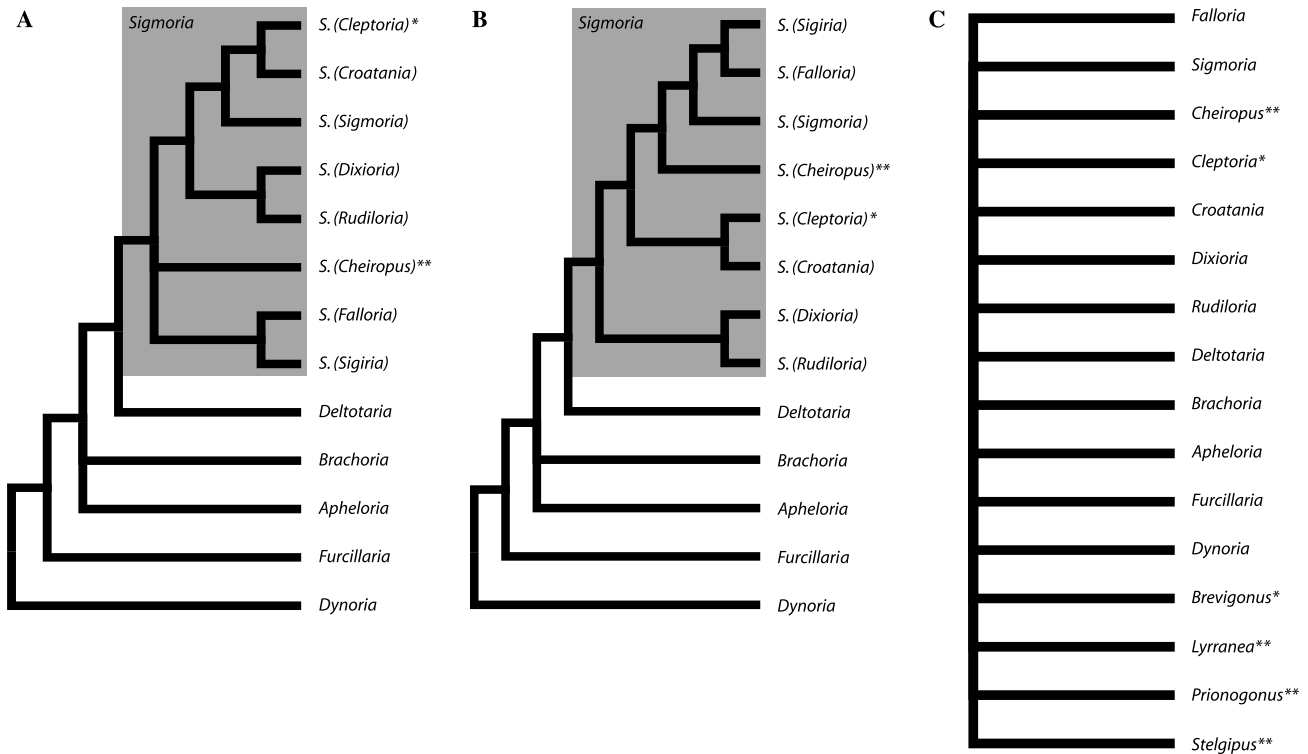 A
Sigmoria
S. (Cleptoria) *
S. (Croatania)
S. (Sigmoria)
S. (Dixioria)
S. (Rudiloria)
S. (Cheiropus)**
S. (Falloria)
S. (Sigiria)
Deltotaria
Brachoria
Apheloria
Furcillaria
Dynoria
B
Sigmoria
S. (Sigiria)
S. (Falloria)
S. (Sigmoria)
S. (Cheiropus)**
S. (Cleptoria) *
S. (Croatania)
S. (Dixioria)
S. (Rudiloria)
Deltotaria
Brachoria
Apheloria
Furcillaria
Dynoria
C
Falloria
Sigmoria
Cheiropus**
Cleptoria*
Croatania
Dixioria
Rudiloria
Deltotaria
Brachoria
Apheloria
Furcillaria
Dynoria
Brevigonus*
Lyrranea**
Prionogonus**
Stelgipus**